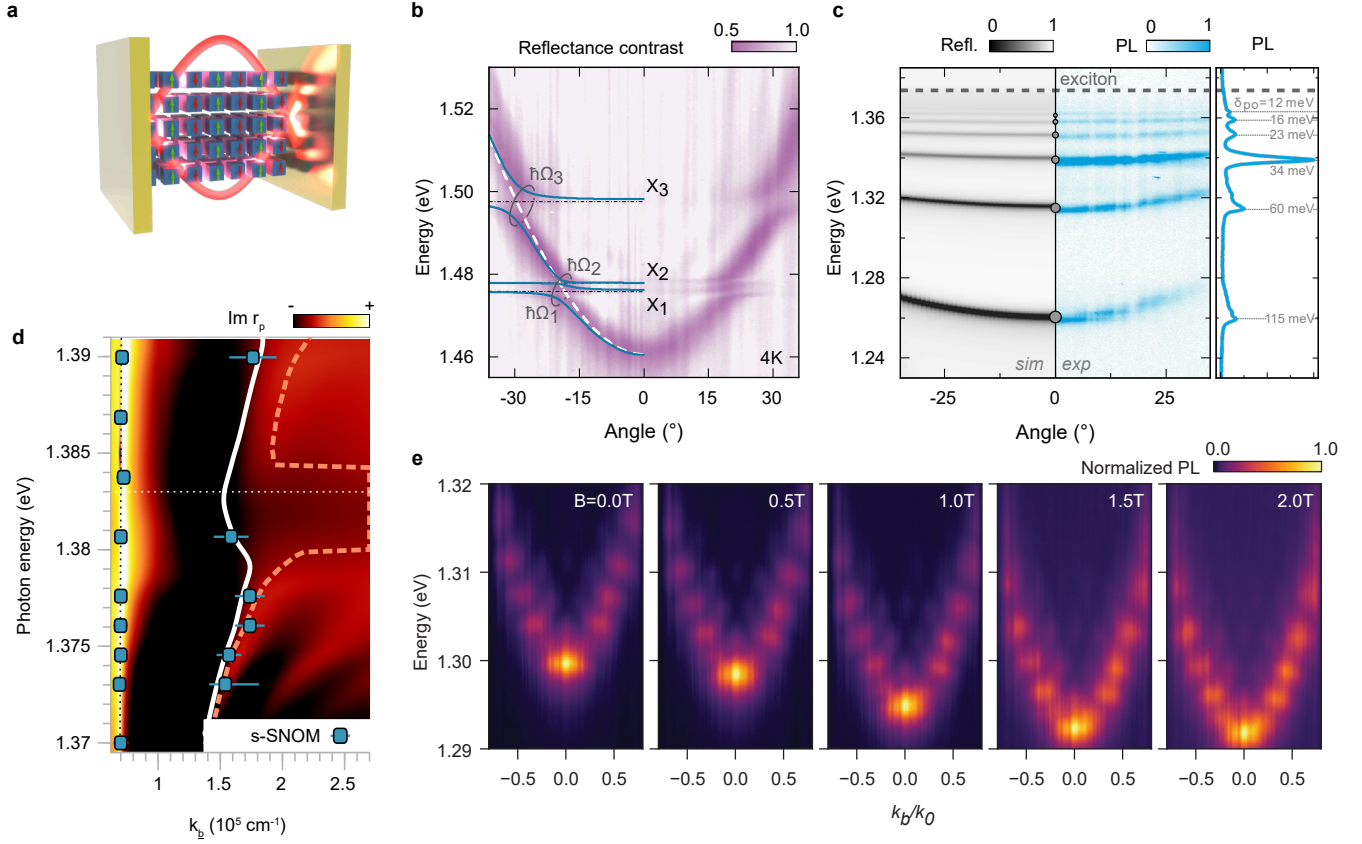 a
b
Reflectance contrast
0.5 1.0
Energy (eV)
1.52
1.50
1.48
1.46
ħΩ3
ħΩ2
ħΩ1
X3
X2
X1
4K
-30 -15 0 15 30
Angle (°)
c
0 1
Refl.
0 1
PL
PL
Energy (eV)
1.36
1.32
1.28
1.24
exciton
sim exp
-25 0 25
Angle (°)
δpo=12 meV
16 meV
23 meV
34 meV
60 meV
115 meV
d
Im rp
- +
Photon energy (eV)
1.39
1.385
1.38
1.375
1.37
s-SNOM
1 1.5 2 2.5
kb (10⁵ cm⁻¹)
e
Normalized PL
0.0 1.0
Energy (eV)
1.32
1.31
1.30
1.29
B=0.0T
0.5T
1.0T
1.5T
2.0T
−0.5 0.0 0.5
−0.5 0.0 0.5
−0.5 0.0 0.5
−0.5 0.0 0.5
−0.5 0.0 0.5
kb/k0